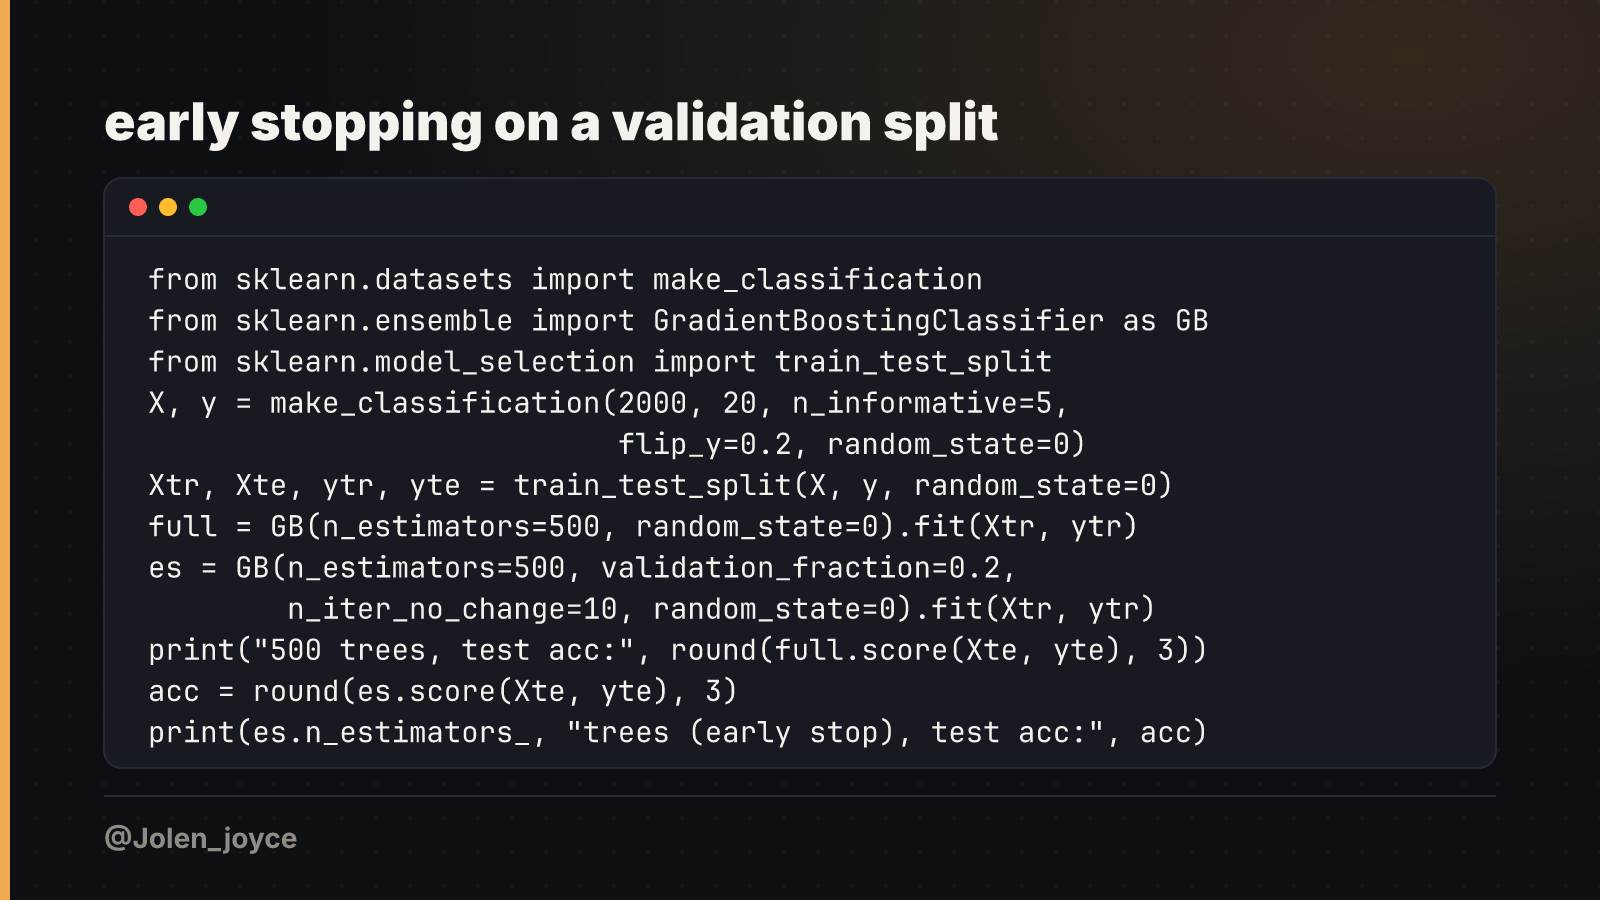 early stopping on a validation split
from sklearn.datasets import make_classification
from sklearn.ensemble import GradientBoostingClassifier as GB
from sklearn.model_selection import train_test_split
X, y = make_classification(2000, 20, n_informative=5,
                           flip_y=0.2, random_state=0)
Xtr, Xte, ytr, yte = train_test_split(X, y, random_state=0)
full = GB(n_estimators=500, random_state=0).fit(Xtr, ytr)
es = GB(n_estimators=500, validation_fraction=0.2,
        n_iter_no_change=10, random_state=0).fit(Xtr, ytr)
print("500 trees, test acc:", round(full.score(Xte, yte), 3))
acc = round(es.score(Xte, yte), 3)
print(es.n_estimators_, "trees (early stop), test acc:", acc)
@Jolen_joyce